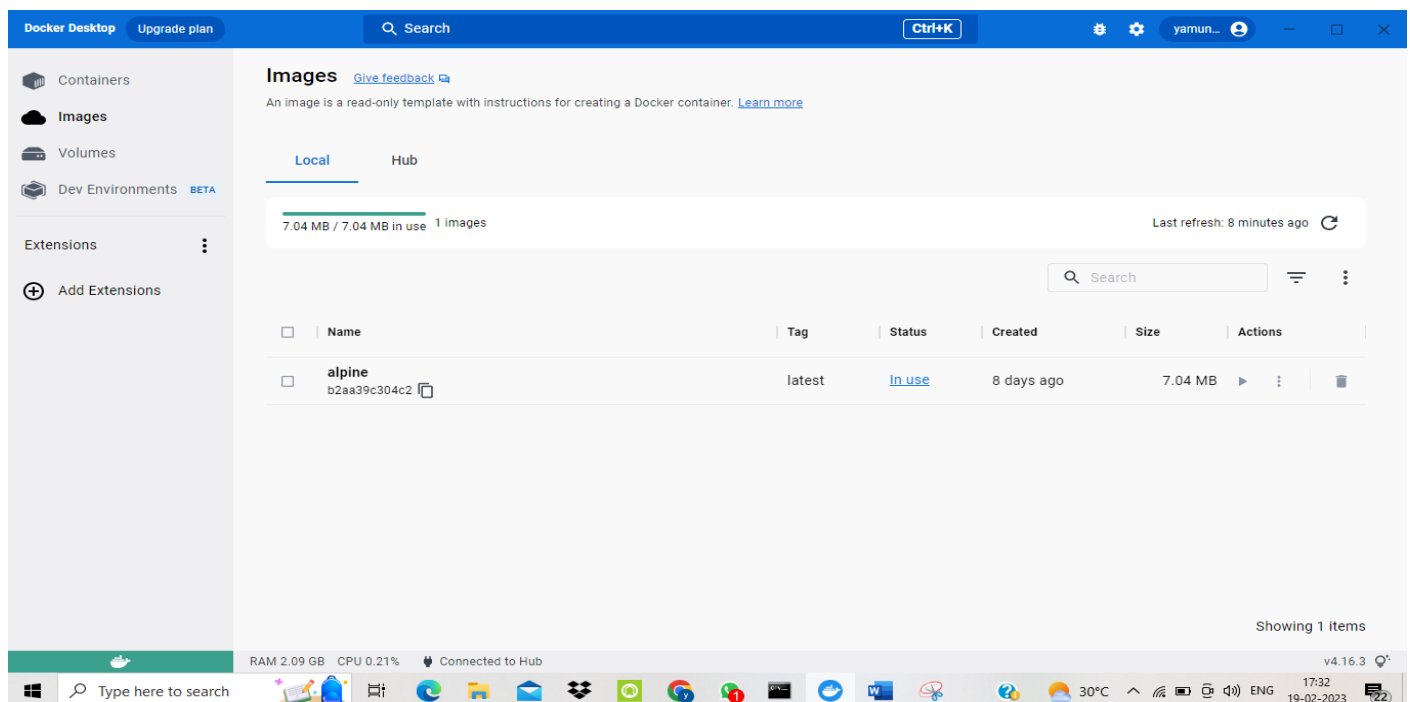 Docker Desktop Upgrade plan Search Ctrl+K yamun...
Containers
Images
Volumes
Dev Environments BETA
Extensions
Add Extensions
Images Give feedback
An image is a read-only template with instructions for creating a Docker container. Learn more
Local Hub
7.04 MB / 7.04 MB in use 1 images Last refresh: 8 minutes ago
Search
Name Tag Status Created Size Actions
alpine latest In use 8 days ago 7.04 MB
b2aa39c304c2
Showing 1 items
RAM 2.09 GB CPU 0.21% Connected to Hub v4.16.3
Type here to search 1 30°C ENG 17:32
19-02-2023 22